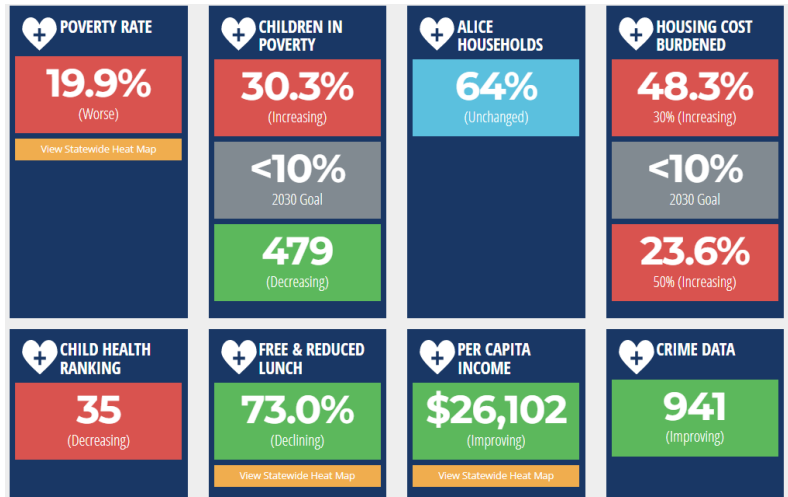 POVERTY RATE
19.9%
(Worse)
View Statewide Heat Map
CHILDREN IN
POVERTY
30.3%
(Increasing)
<10%
2030 Goal
479
(Decreasing)
ALICE
HOUSEHOLDS
64%
(Unchanged)
HOUSING COST
BURDENED
48.3%
30% (Increasing)
<10%
2030 Goal
23.6%
50% (Increasing)
CHILD HEALTH
RANKING
35
(Decreasing)
FREE & REDUCED
LUNCH
73.0%
(Declining)
View Statewide Heat Map
PER CAPITA
INCOME
$26,102
(Improving)
View Statewide Heat Map
CRIME DATA
941
(Improving)